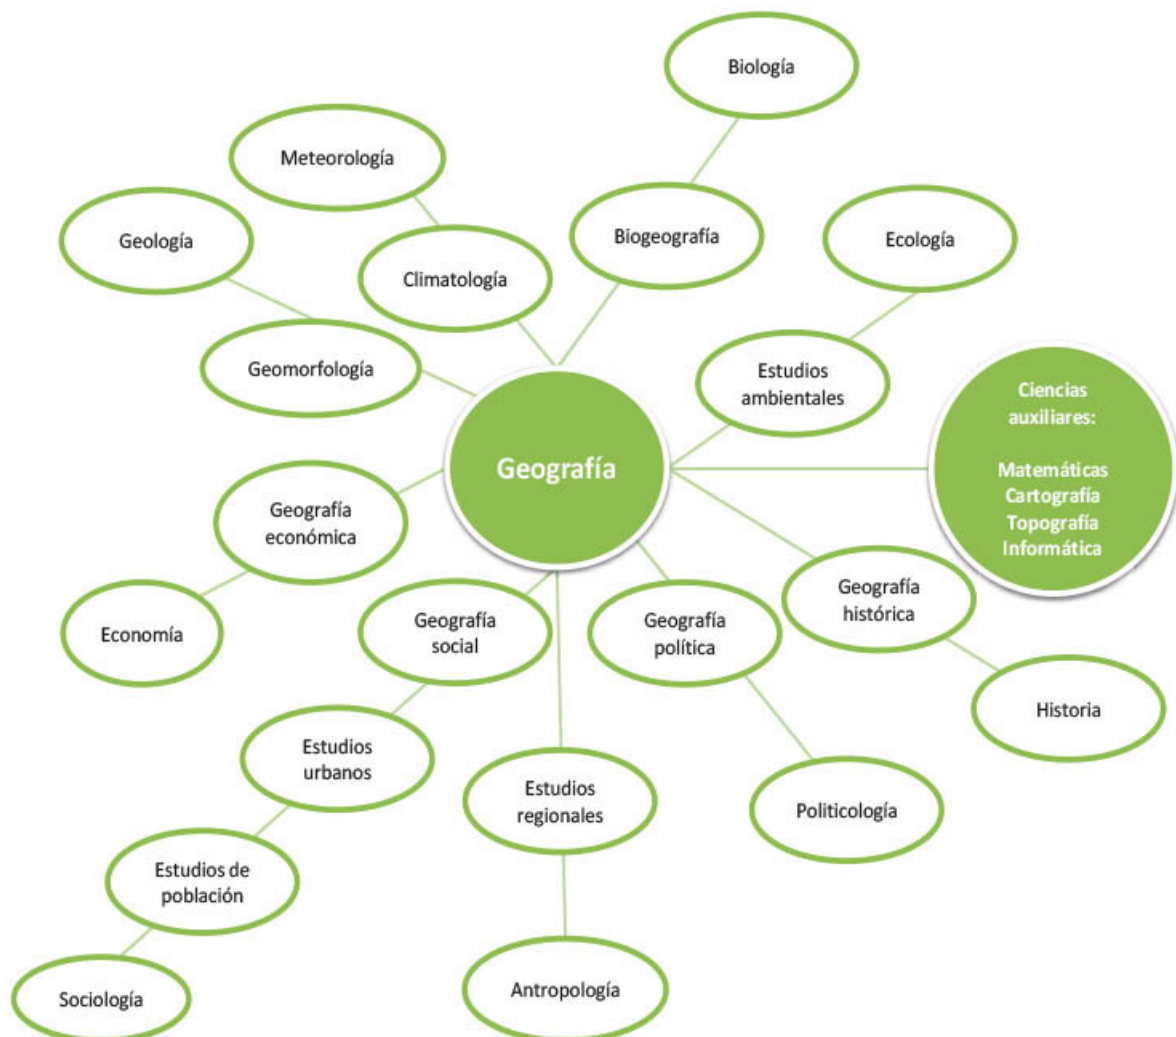 Biología
Meteorología
Geología
Climatología
Biogeografía
Ecología
Geomorfología
Estudios
ambientales
Ciencias
auxiliares:
Matemáticas
Cartografía
Topografía
Informática
Geografía
Geografía
económica
Geografía
histórica
Economía
Geografía
social
Geografía
política
Historia
Estudios
urbanos
Estudios
regionales
Politicología
Estudios de
población
Sociología
Antropología